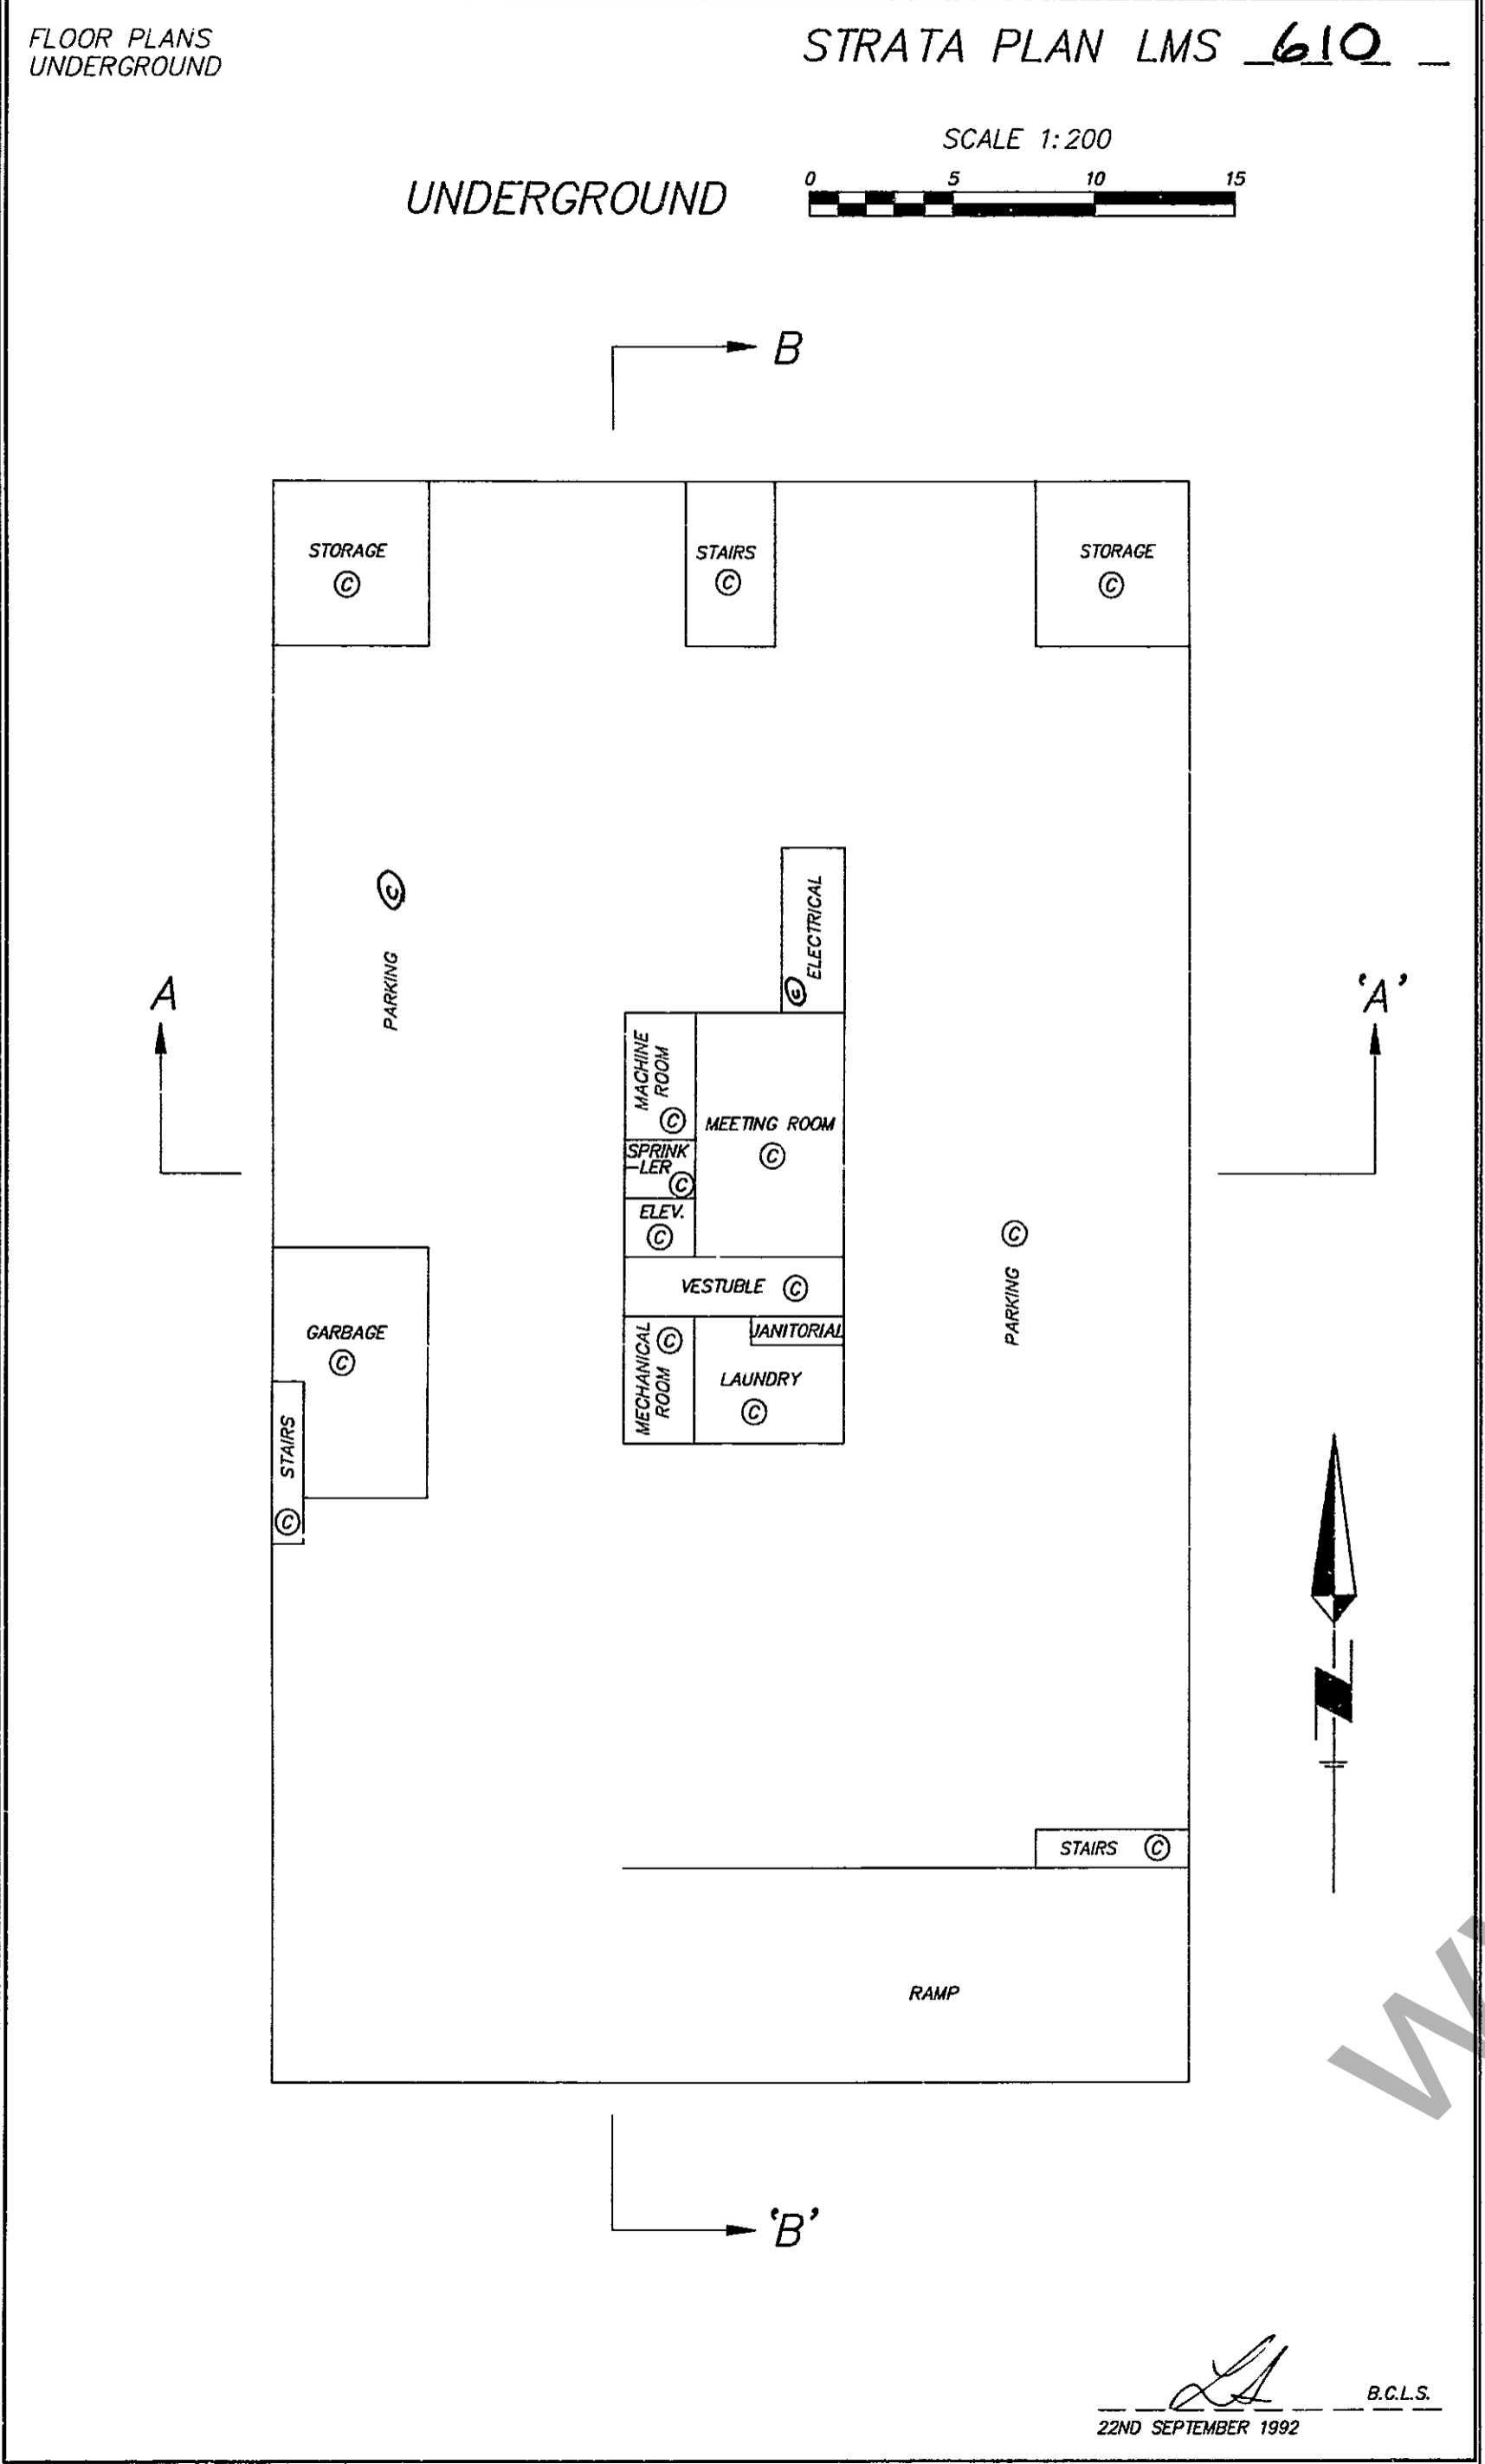 FLOOR PLANS
UNDERGROUND
STRATA PLAN LMS 610
SCALE 1:200
UNDERGROUND
0 5 10 15
B
STORAGE
C
STAIRS
C
STORAGE
C
C
PARKING
ELECTRICAL
C
A
'A'
MACHINE
ROOM
C
MEETING ROOM
C
SPRINK
-LER
C
ELEV.
C
VESTUBLE C
PARKING C
GARBAGE
C
MECHANICAL
ROOM
C
JANITORIAL
LAUNDRY
C
STAIRS
C
N
STAIRS C
RAMP
W
'B'
B.C.L.S.
22ND SEPTEMBER 1992